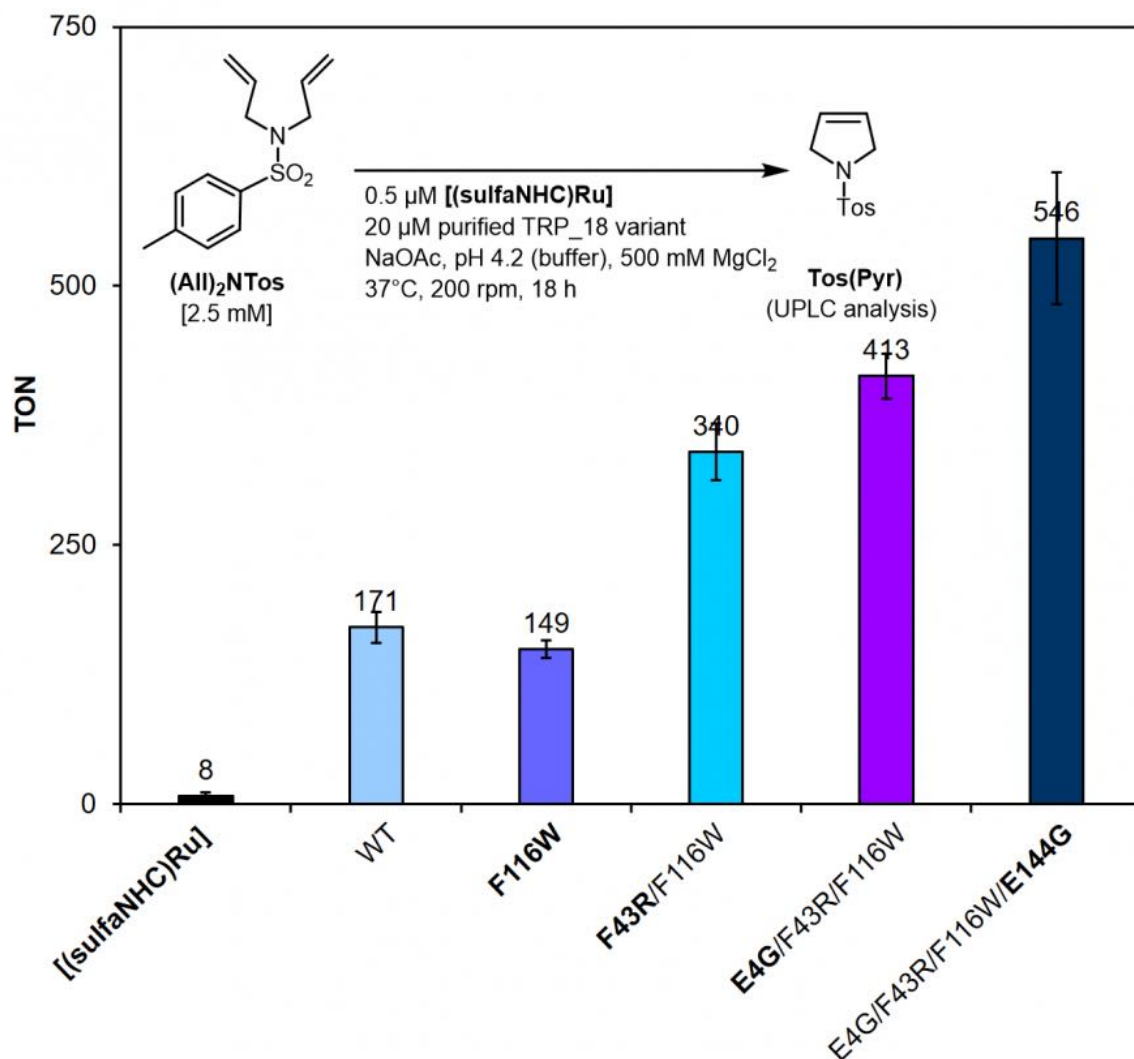 750
500
250
0
TON
N
SO₂
(All)₂NTos
[2.5 mM]
0.5 µM [(sulfaNHC)Ru]
20 µM purified TRP_18 variant
NaOAc, pH 4.2 (buffer), 500 mM MgCl₂
37°C, 200 rpm, 18 h
N
Tos
Tos(Pyr)
(UPLC analysis)
8
171
149
340
413
546
[(sulfaNHC)Ru]
WT
F116W
F43R/F116W
E4G/F43R/F116W
E4G/F43R/F116W/E144G